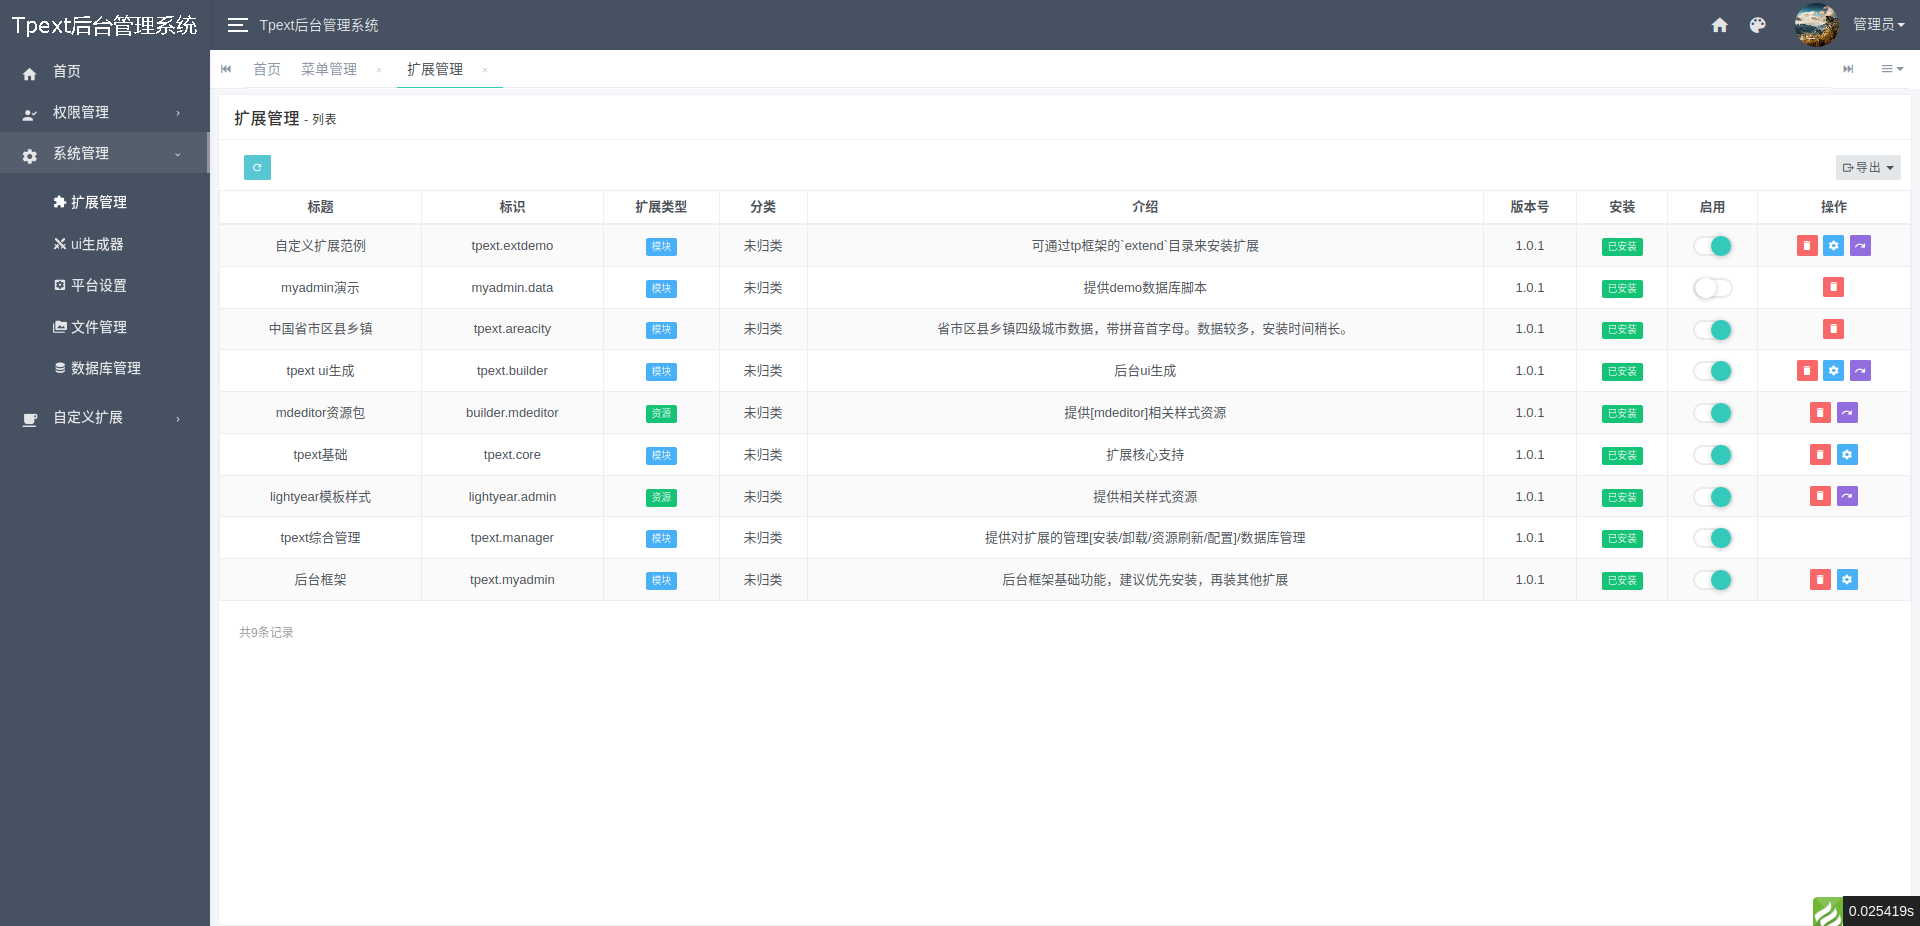 Tpext后台管理系统
Tpext后台管理系统
管理员
首页
权限管理
系统管理
扩展管理
ui生成器
平台设置
文件管理
数据库管理
自定义扩展
首页 菜单管理 × 扩展管理 ×
扩展管理 - 列表
导出
标题 标识 扩展类型 分类 介绍 版本号 安装 启用 操作
自定义扩展范例 tpext.extdemo 模块 未归类 可通过tp框架的`extend`目录来安装扩展 1.0.1 已安装
myadmin演示 myadmin.data 模块 未归类 提供demo数据库脚本 1.0.1 已安装
中国省市区县乡镇 tpext.areacity 模块 未归类 省市区县乡镇四级城市数据，带拼音首字母。数据较多，安装时间稍长。 1.0.1 已安装
tpext ui生成 tpext.builder 模块 未归类 后台ui生成 1.0.1 已安装
mdeditor资源包 builder.mdeditor 资源 未归类 提供[mdeditor]相关样式资源 1.0.1 已安装
tpext基础 tpext.core 模块 未归类 扩展核心支持 1.0.1 已安装
lightyear模板样式 lightyear.admin 资源 未归类 提供相关样式资源 1.0.1 已安装
tpext综合管理 tpext.manager 模块 未归类 提供对扩展的管理[安装/卸载/资源刷新/配置]/数据库管理 1.0.1 已安装
后台框架 tpext.myadmin 模块 未归类 后台框架基础功能，建议优先安装，再装其他扩展 1.0.1 已安装
共9条记录
0.025419s